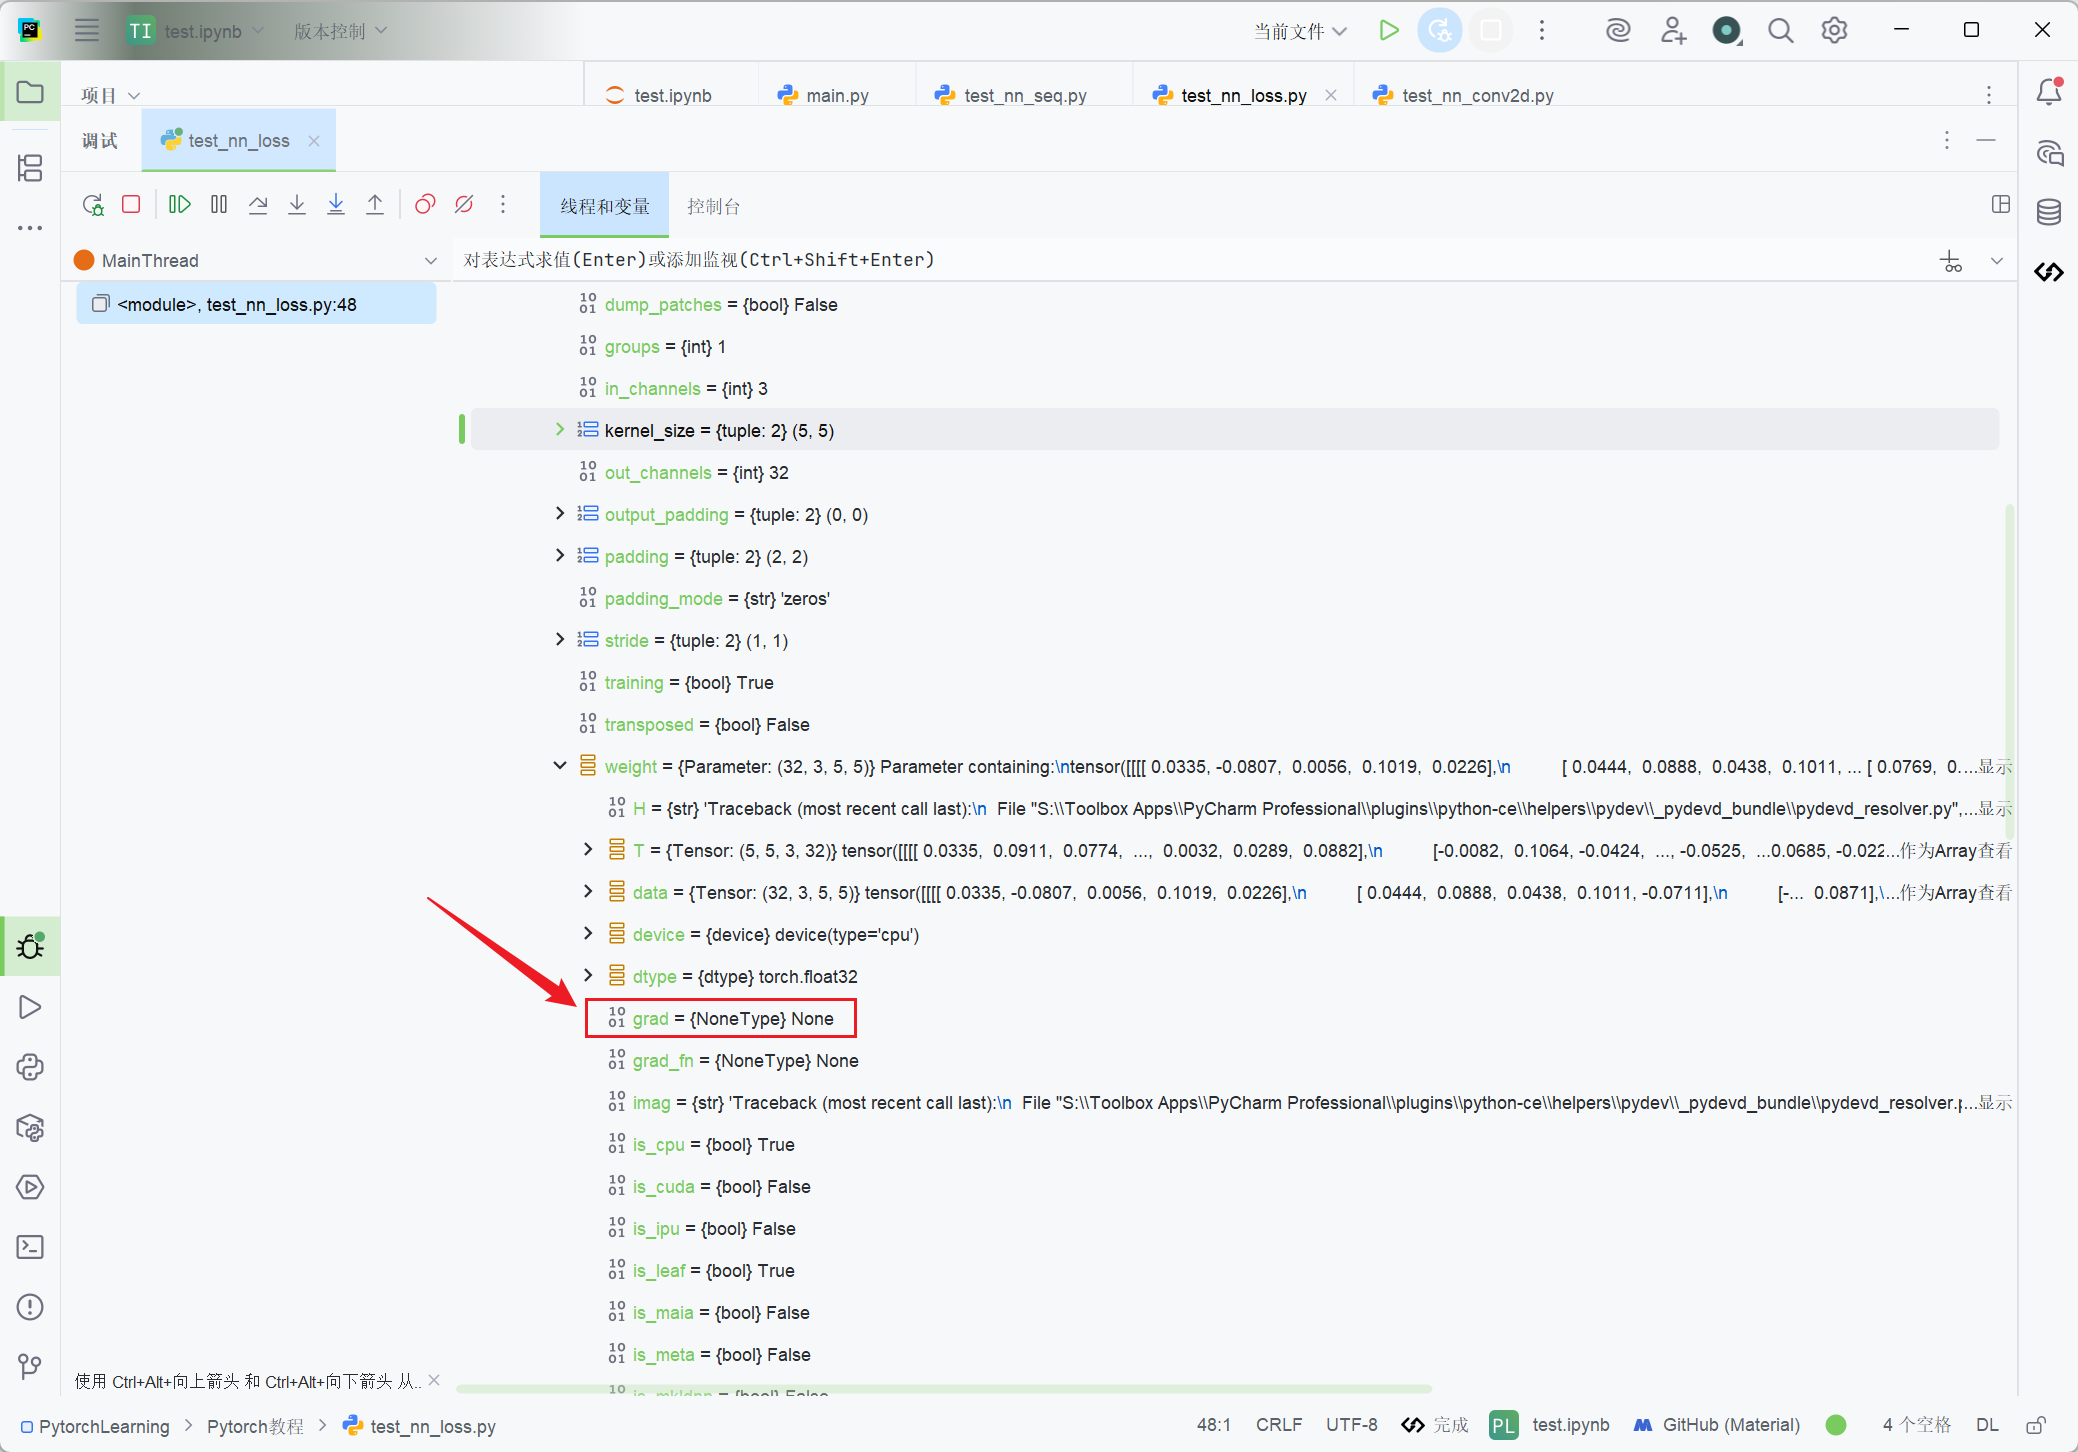 TI test.ipynb 版本控制 当前文件
项目 test.ipynb main.py test_nn_seq.py test_nn_loss.py test_nn_conv2d.py
调试 test_nn_loss
线程和变量 控制台
MainThread 对表达式求值(Enter)或添加监视(Ctrl+Shift+Enter)
<module>, test_nn_loss.py:48
dump_patches = {bool} False
groups = {int} 1
in_channels = {int} 3
kernel_size = {tuple: 2} (5, 5)
out_channels = {int} 32
output_padding = {tuple: 2} (0, 0)
padding = {tuple: 2} (2, 2)
padding_mode = {str} 'zeros'
stride = {tuple: 2} (1, 1)
training = {bool} True
transposed = {bool} False
weight = {Parameter: (32, 3, 5, 5)} Parameter containing:\ntensor([[[[ 0.0335, -0.0807, 0.0056, 0.1019, 0.0226],\n [ 0.0444, 0.0888, 0.0438, 0.1011, ... [ 0.0769, 0....显示
H = {str} 'Traceback (most recent call last):\n File "S:\\Toolbox Apps\\PyCharm Professional\\plugins\\python-ce\\helpers\\pydev\\_pydevd_bundle\\pydevd_resolver.py",...显示
T = {Tensor: (5, 5, 3, 32)} tensor([[[[ 0.0335, 0.0911, 0.0774, ..., 0.0032, 0.0289, 0.0882],\n [-0.0082, 0.1064, -0.0424, ..., -0.0525, ...0.0685, -0.022...作为Array查看
data = {Tensor: (32, 3, 5, 5)} tensor([[[[ 0.0335, -0.0807, 0.0056, 0.1019, 0.0226],\n [ 0.0444, 0.0888, 0.0438, 0.1011, -0.0711],\n [-... 0.0871],\...作为Array查看
device = {device} device(type='cpu')
dtype = {dtype} torch.float32
grad = {NoneType} None
grad_fn = {NoneType} None
imag = {str} 'Traceback (most recent call last):\n File "S:\\Toolbox Apps\\PyCharm Professional\\plugins\\python-ce\\helpers\\pydev\\_pydevd_bundle\\pydevd_resolver.p...显示
is_cpu = {bool} True
is_cuda = {bool} False
is_ipu = {bool} False
is_leaf = {bool} True
is_maia = {bool} False
is_meta = {bool} False
is_mkldnn = {bool} False
使用 Ctrl+Alt+向上箭头 和 Ctrl+Alt+向下箭头 从...
PytorchLearning Pytorch教程 test_nn_loss.py 48:1 CRLF UTF-8 完成 PL test.ipynb GitHub (Material) 4 个空格 DL